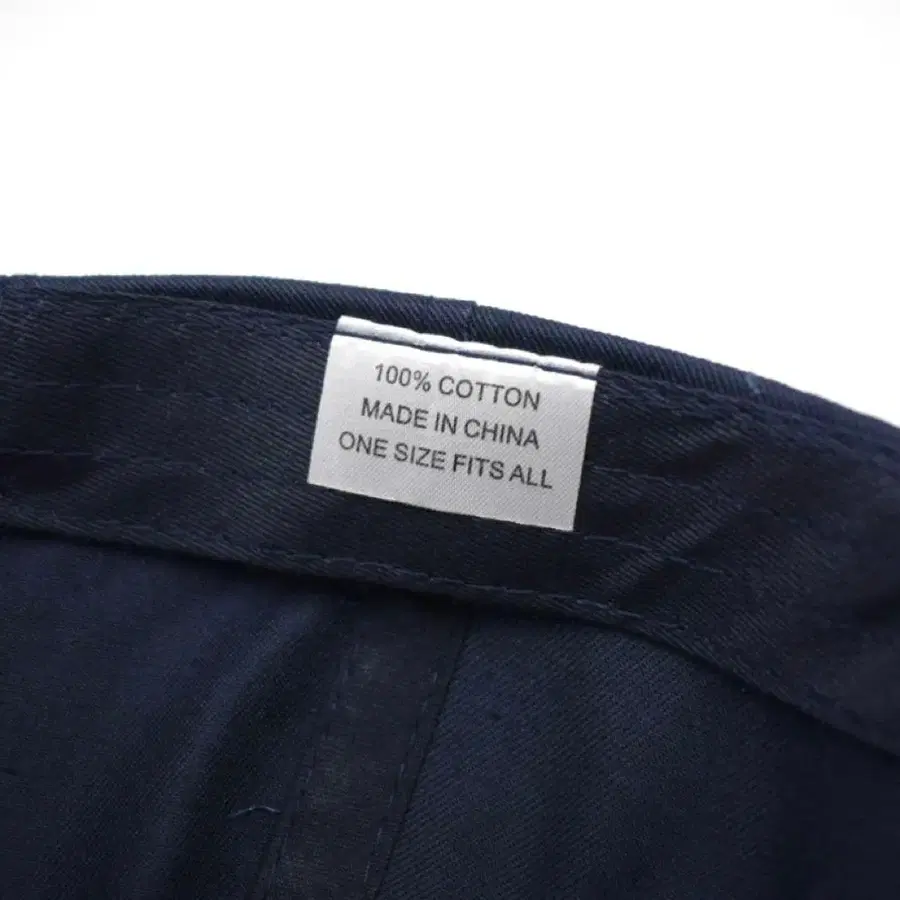 100% COTTON
MADE IN CHINA
ONE SIZE FITS ALL